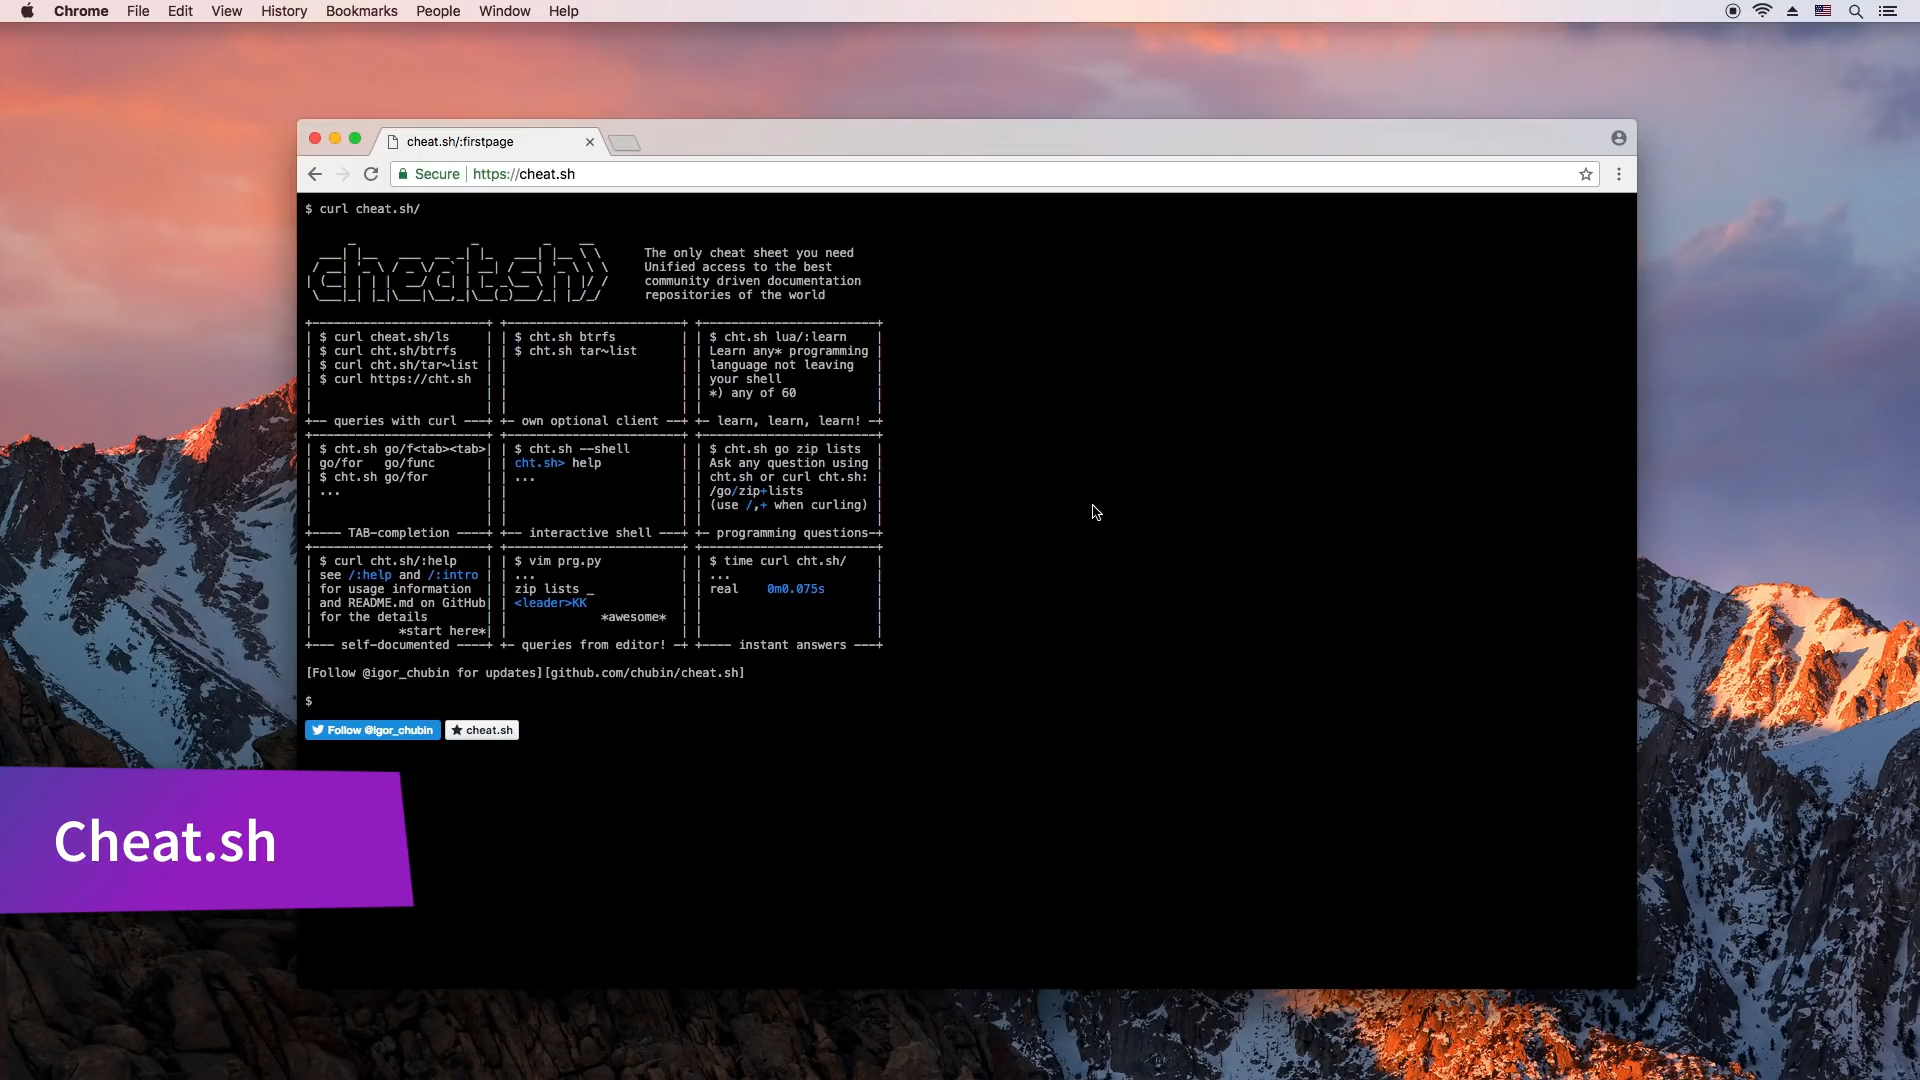 Chrome File Edit View History Bookmarks People Window Help
cheat.sh/:firstpage
Secure https://cheat.sh
$ curl cheat.sh/
cheat.sh
The only cheat sheet you need
Unified access to the best
community driven documentation
repositories of the world
$ curl cheat.sh/ls
$ curl cht.sh/btrfs
$ curl cht.sh/tar~list
$ curl https://cht.sh
queries with curl
$ cht.sh btrfs
$ cht.sh tar~list
own optional client
$ cht.sh lua/:learn
Learn any* programming
language not leaving
your shell
*) any of 60
learn, learn, learn!
$ cht.sh go/f<tab><tab>
go/for go/func
$ cht.sh go/for
...
TAB-completion
$ cht.sh --shell
cht.sh> help
...
interactive shell
$ cht.sh go zip lists
Ask any question using
cht.sh or curl cht.sh:
/go/zip+lists
(use /,+ when curling)
programming questions
$ curl cht.sh/:help
see /:help and /:intro
for usage information
and README.md on GitHub
for the details
*start here*
self-documented
$ vim prg.py
...
zip lists _
<leader>KK
*awesome*
queries from editor!
$ time curl cht.sh/
...
real 0m0.075s
instant answers
[Follow @igor_chubin for updates][github.com/chubin/cheat.sh]
$
Follow @igor_chubin
cheat.sh
Cheat.sh